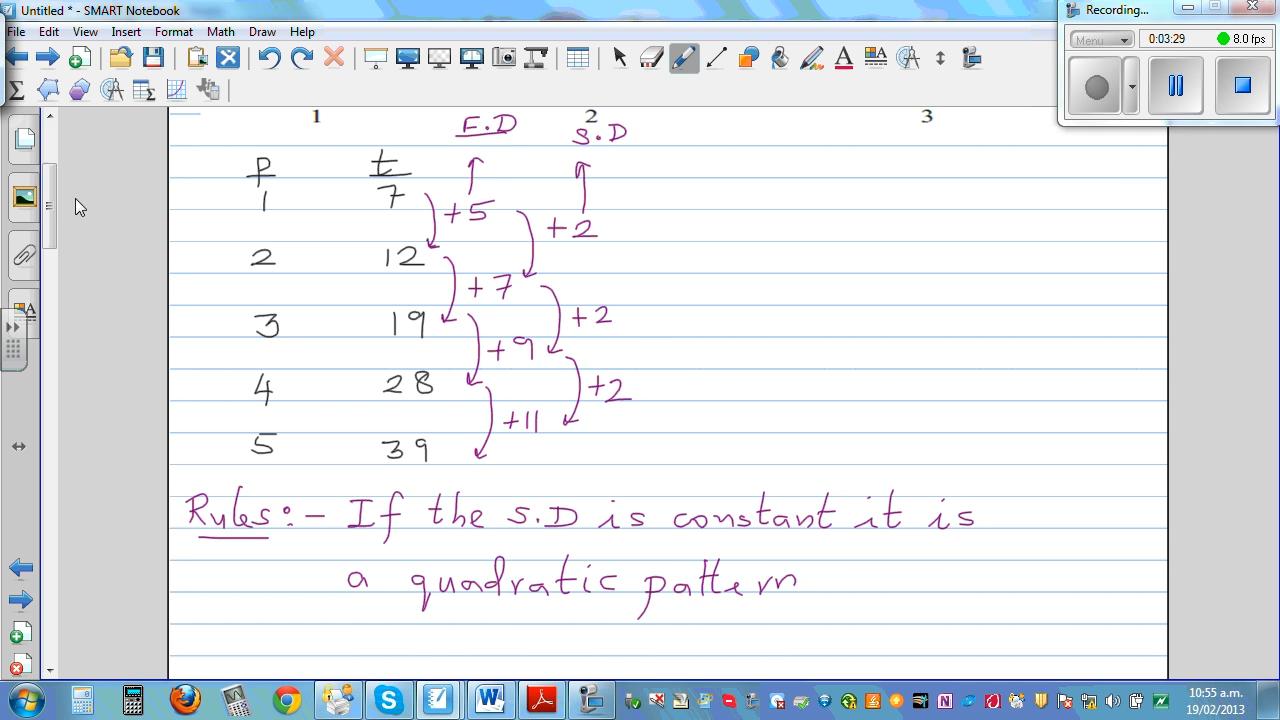 Untitled * - SMART Notebook
Recording...
File Edit View Insert Format Math Draw Help
Menu 00:03:29 8.0 fps
1 2 3
F.D S.D
P t
1 7
+5 +2
2 12
+7
3 19 +2
+9
4 28 +2
+11
5 39
Rules:- If the S.D is constant it is
a quadratic pattern
10:55 a.m.
19/02/2013